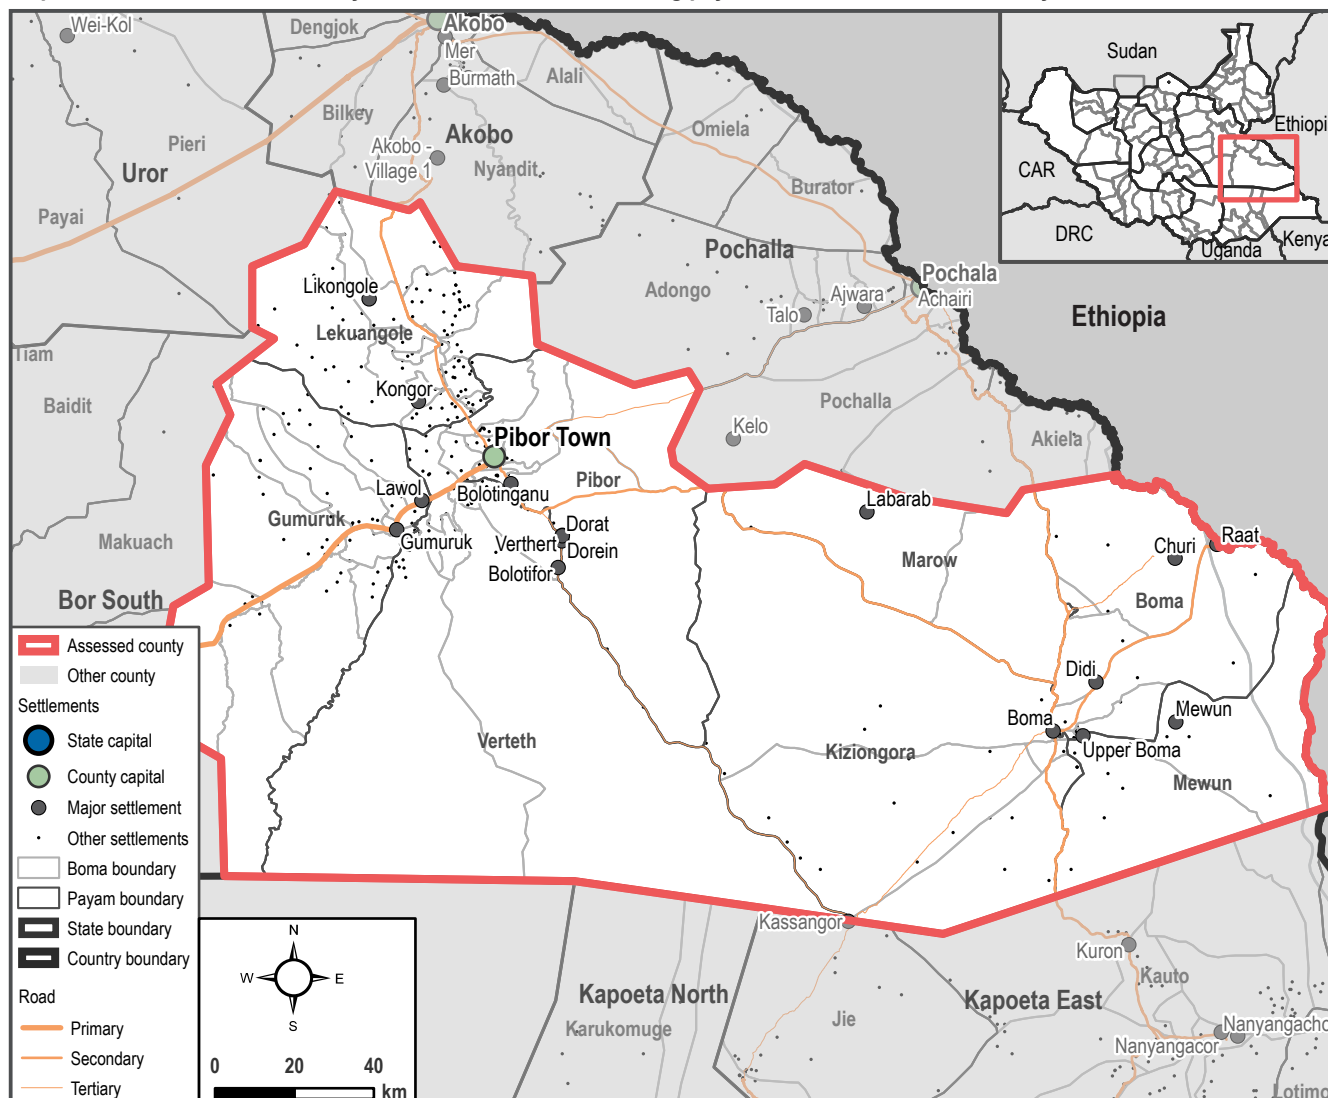 Wei-Kol
Dengjok
Akobo
Mer
Burmath
Alali
Bilkey
Akobo
Pieri
Uror
Akobo -
Village 1
Nyandit
Omiela
Burator
Payai
Pochalla
Adongo
Pochala
Achairi
Ajwara
Talo
Ethiopia
Sudan
Ethiopi
CAR
DRC
Uganda
Kenya
Likongole
Lekuangole
Kongor
Tiam
Baidit
Pochalla
Kelo
Akiela
Pibor Town
Pibor
Lawol
Bolotinganu
Gumuruk
Gumuruk
Dorat
Verthert
Dorein
Bolotifor
Labarab
Marow
Churi
Raat
Boma
Makuach
Bor South
Didi
Boma
Mewun
Upper Boma
Verteth
Kiziongora
Mewun
Assessed county
Other county
Settlements
State capital
County capital
Major settlement
Other settlements
Boma boundary
Payam boundary
State boundary
Country boundary
Road
Primary
Secondary
Tertiary
N
W
E
S
0
20
40
km
Kassangor
Kapoeta North
Karukomuge
Jie
Kapoeta East
Kuron
Kauto
Nanyangacho
Nanyangacor
Lotimo